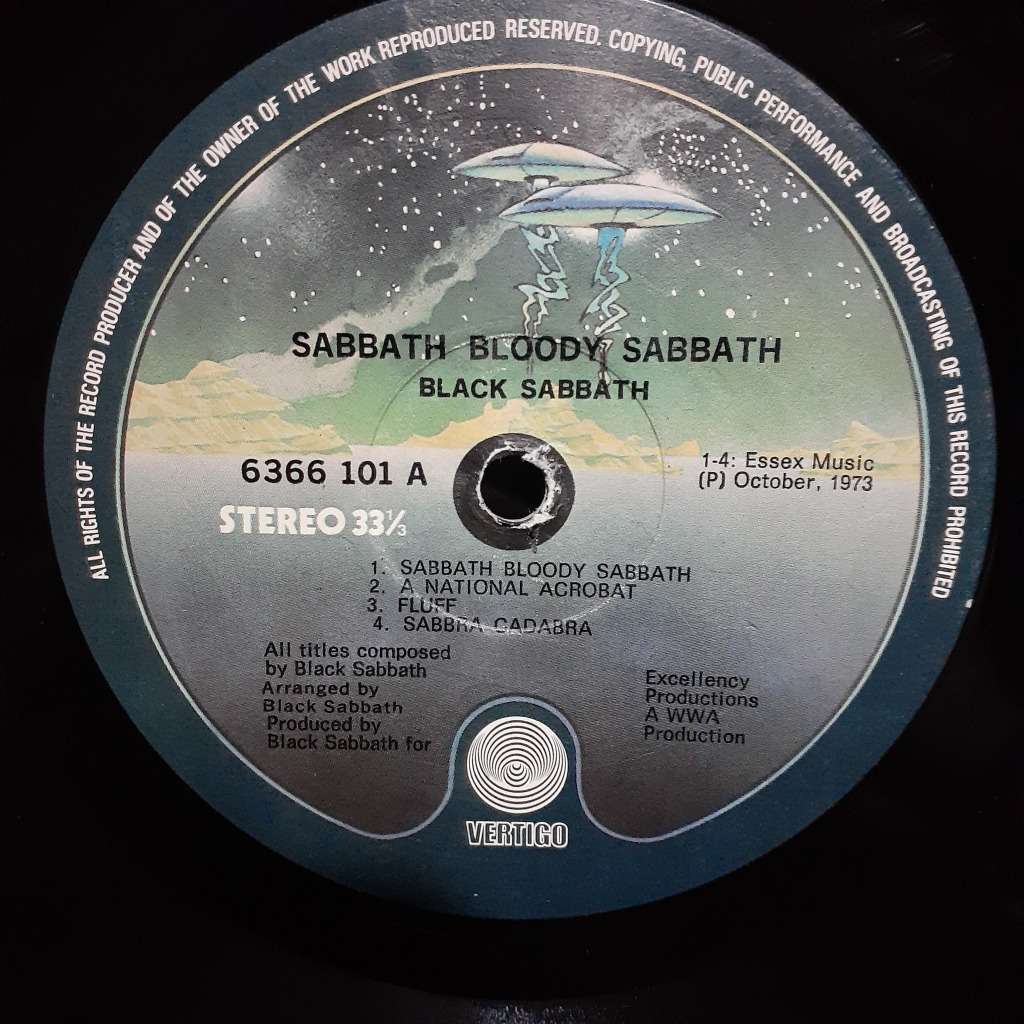 ALL RIGHTS OF THE RECORD PRODUCER AND OF THE OWNER OF THE WORK REPRODUCED RESERVED. COPYING, PUBLIC PERFORMANCE AND BROADCASTING OF THIS RECORD PROHIBITED
SABBATH BLOODY SABBATH
BLACK SABBATH
6366 101 A
1-4: Essex Music
(P) October, 1973
STEREO 33⅓
1. SABBATH BLOODY SABBATH
2. A NATIONAL ACROBAT
3. FLUFF
4. SABBRA CADABRA
All titles composed
by Black Sabbath
Arranged by
Black Sabbath
Produced by
Black Sabbath for
Excellency
Productions
A WWA
Production
VERTIGO